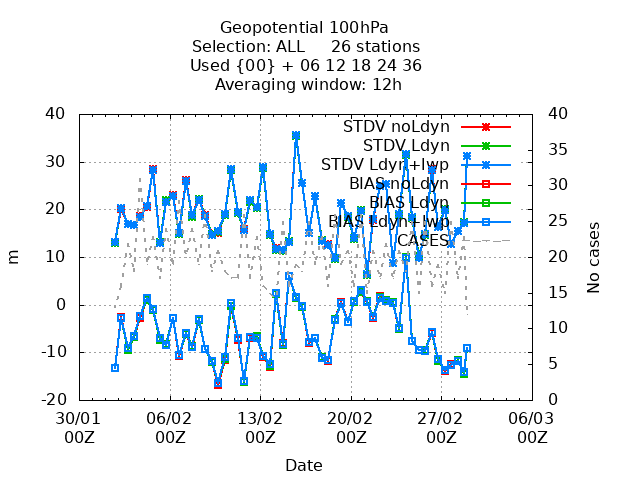 Geopotential 100hPa
Selection: ALL 26 stations
Used {00} + 06 12 18 24 36
Averaging window: 12h
40 40
STDV noLdyn
STDV Ldyn
35
30 STDV Ldyn+lwp
BIAS noLdyn 30
20 BIAS Ldyn
BIAS Ldyn+lwp 25
CASES
10 20
m No cases
15
0
10
-10
5
-20 0
30/01 06/02 13/02 20/02 27/02 06/03
00Z 00Z 00Z 00Z 00Z 00Z
Date